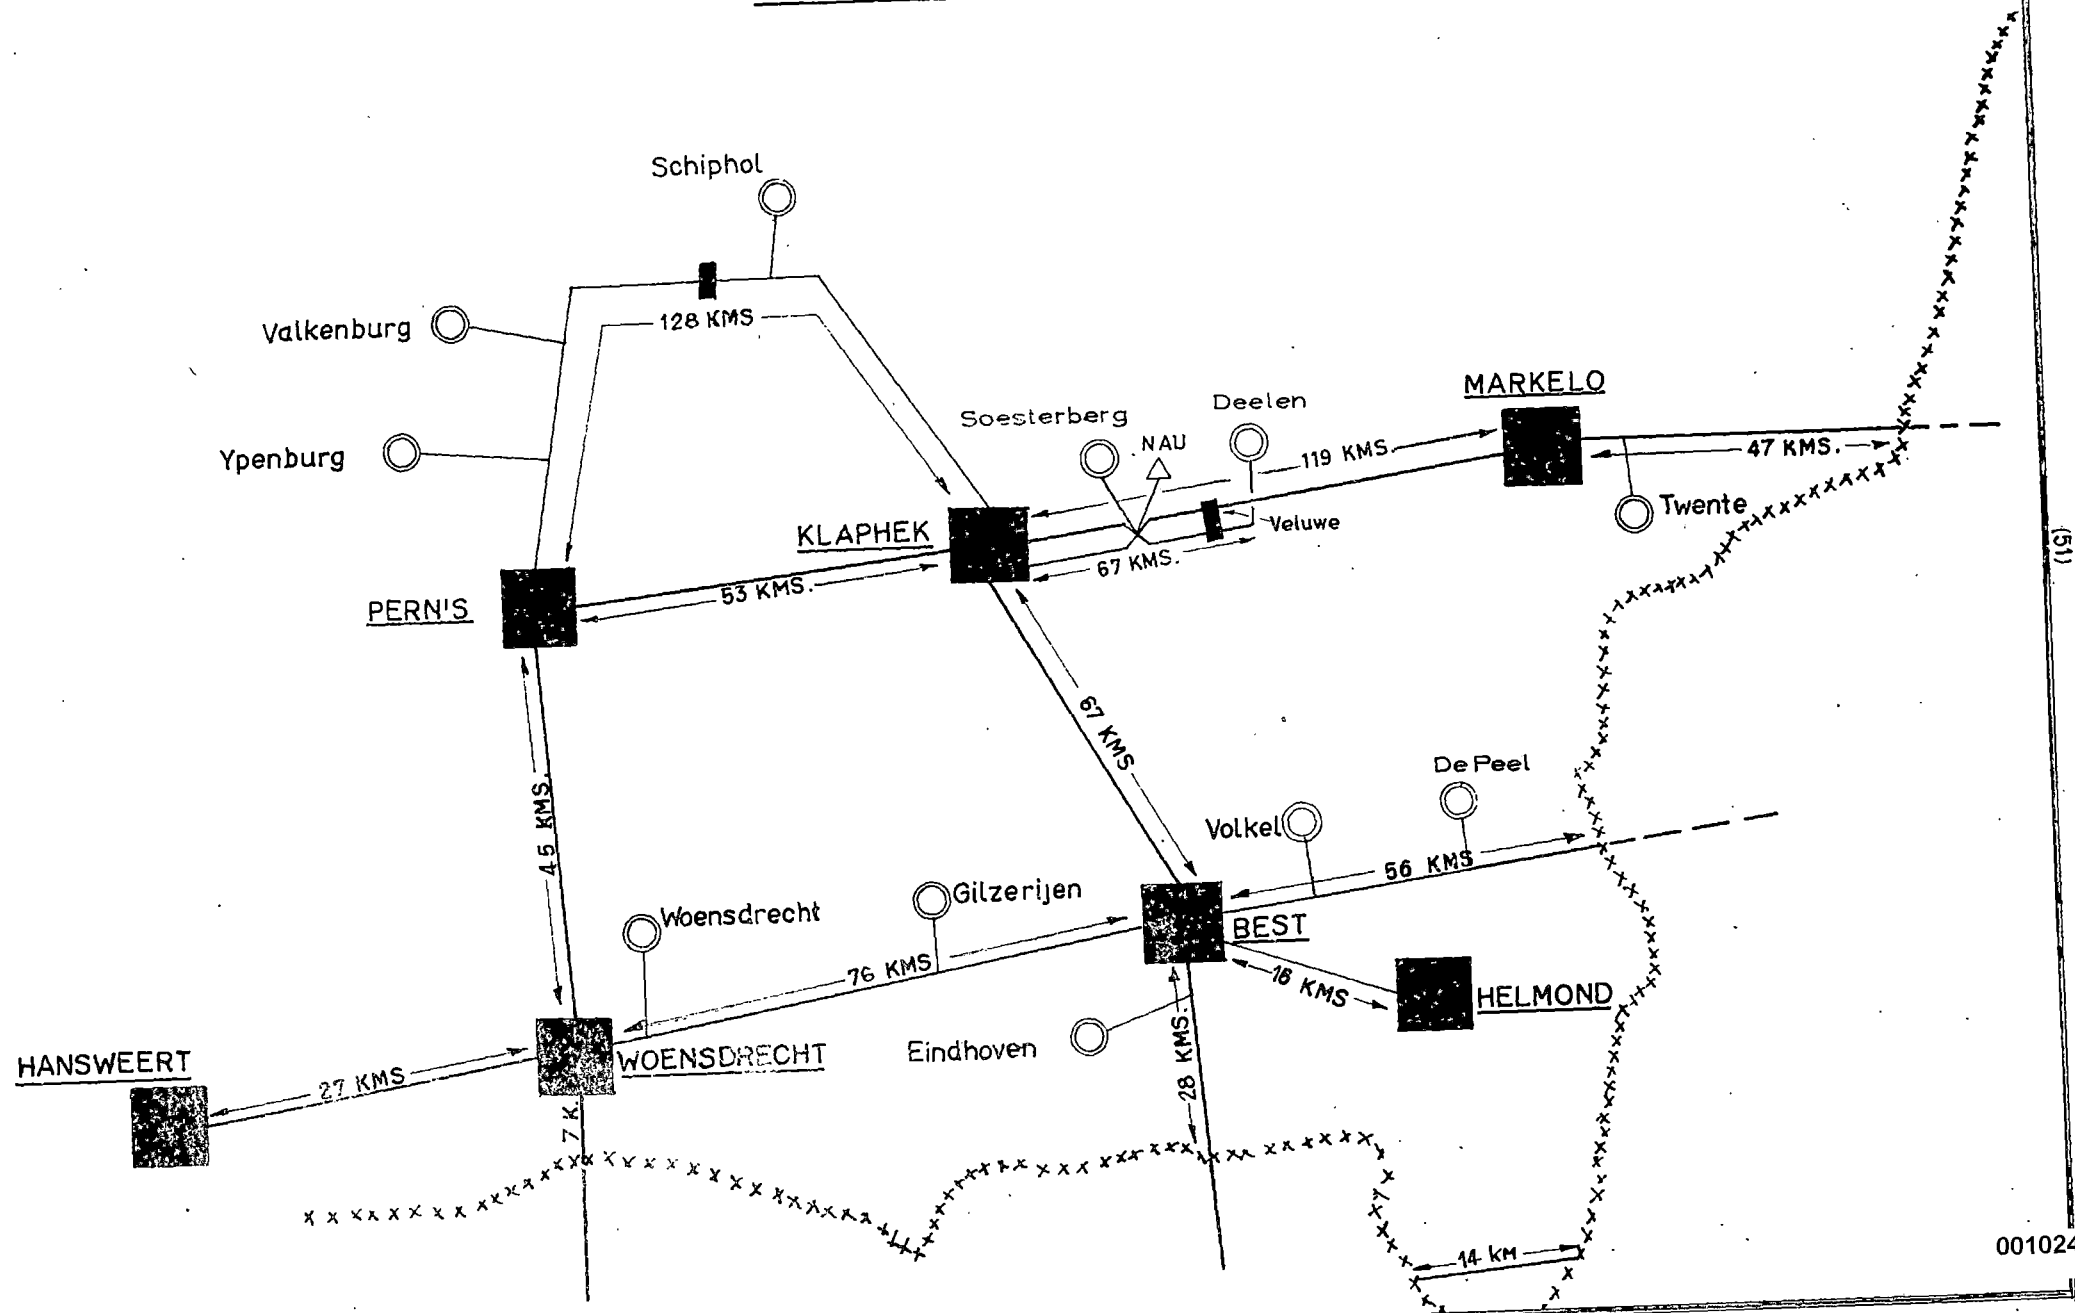 Schiphol
Valkenburg
128 KMS
Ypenburg
Soesterberg
NAU
Deelen
MARKELO
119 KMS.
47 KMS.
Twente
KLAPHEK
Veluwe
67 KMS.
53 KMS.
PERN'S
(51)
67 KMS
45 KMS.
De Peel
Volkel
56 KMS
Gilzerijen
Woensdrecht
BEST
76 KMS
16 KMS
HELMOND
Eindhoven
28 KMS.
HANSWEERT
27 KMS
WOENSDRECHT
7 K.
14 KM
001024